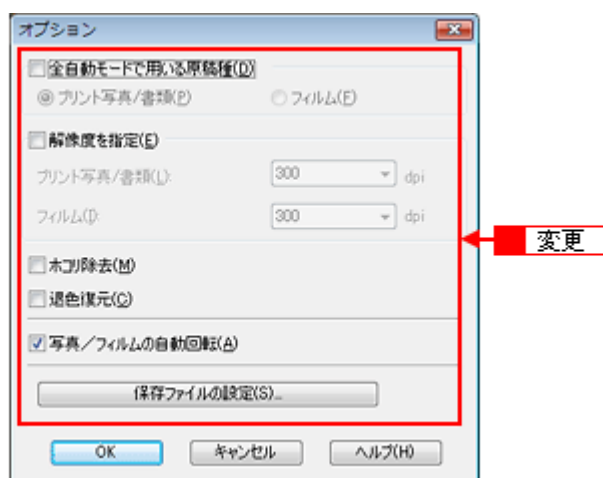 オプション
全自動モードで用いる原稿種(D)
プリント写真/書類(P) フィルム(F)
解像度を指定(E)
プリント写真/書類(L): 300 dpi
フィルム(I): 300 dpi
変更
ホコリ除去(M)
退色復元(C)
写真/フィルムの自動回転(A)
保存ファイルの設定(S)...
OK キャンセル ヘルプ(H)